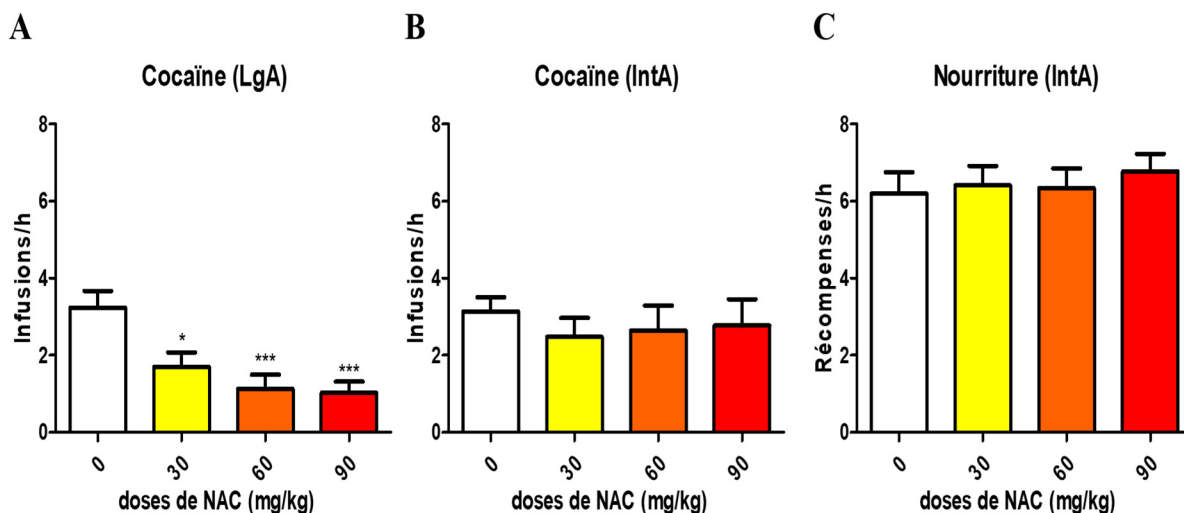 A
Cocaïne (LgA)
Infusions/h
8
6
4
2
0
*
***
***
0
30
60
90
doses de NAC (mg/kg)
B
Cocaïne (IntA)
Infusions/h
8
6
4
2
0
0
30
60
90
doses de NAC (mg/kg)
C
Nourriture (IntA)
Récompenses/h
8
6
4
2
0
0
30
60
90
doses de NAC (mg/kg)